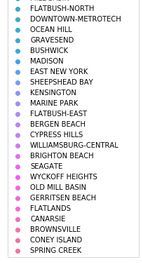 FLATBUSH-NORTH
DOWNTOWN-METROTECH
OCEAN HILL
GRAVESEND
BUSHWICK
MADISON
EAST NEW YORK
SHEEPSHEAD BAY
KENSINGTON
MARINE PARK
FLATBUSH-EAST
BERGEN BEACH
CYPRESS HILLS
WILLIAMSBURG-CENTRAL
BRIGHTON BEACH
SEAGATE
WYCKOFF HEIGHTS
OLD MILL BASIN
GERRITSEN BEACH
FLATLANDS
CANARSIE
BROWNSVILLE
CONEY ISLAND
SPRING CREEK